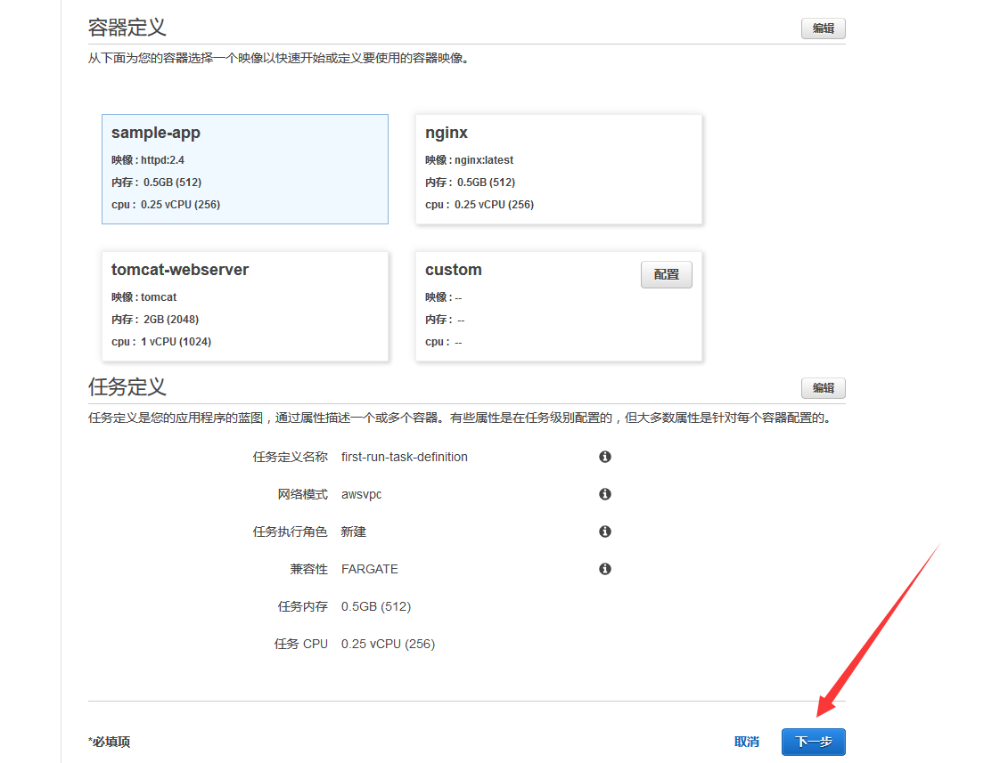 容器定义
编辑
从下面为您的容器选择一个映像以快速开始或定义要使用的容器映像。
sample-app
映像 : httpd:2.4
内存 : 0.5GB (512)
cpu : 0.25 vCPU (256)
nginx
映像 : nginx:latest
内存 : 0.5GB (512)
cpu : 0.25 vCPU (256)
tomcat-webserver
映像 : tomcat
内存 : 2GB (2048)
cpu : 1 vCPU (1024)
custom
配置
映像 : --
内存 : --
cpu : --
任务定义
编辑
任务定义是您的应用程序的蓝图，通过属性描述一个或多个容器。有些属性是在任务级别配置的，但大多数属性是针对每个容器配置的。
任务定义名称 first-run-task-definition
网络模式 awsvpc
任务执行角色 新建
兼容性 FARGATE
任务内存 0.5GB (512)
任务 CPU 0.25 vCPU (256)
*必填项
取消
下一步